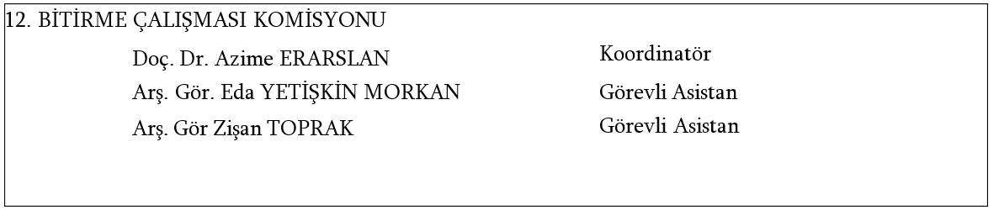 12. BİTİRME ÇALIŞMASI KOMİSYONU
Doç. Dr. Azime ERARSLAN Koordinatör
Arş. Gör. Eda YETİŞKİN MORKAN Görevli Asistan
Arş. Gör Zişan TOPRAK Görevli Asistan